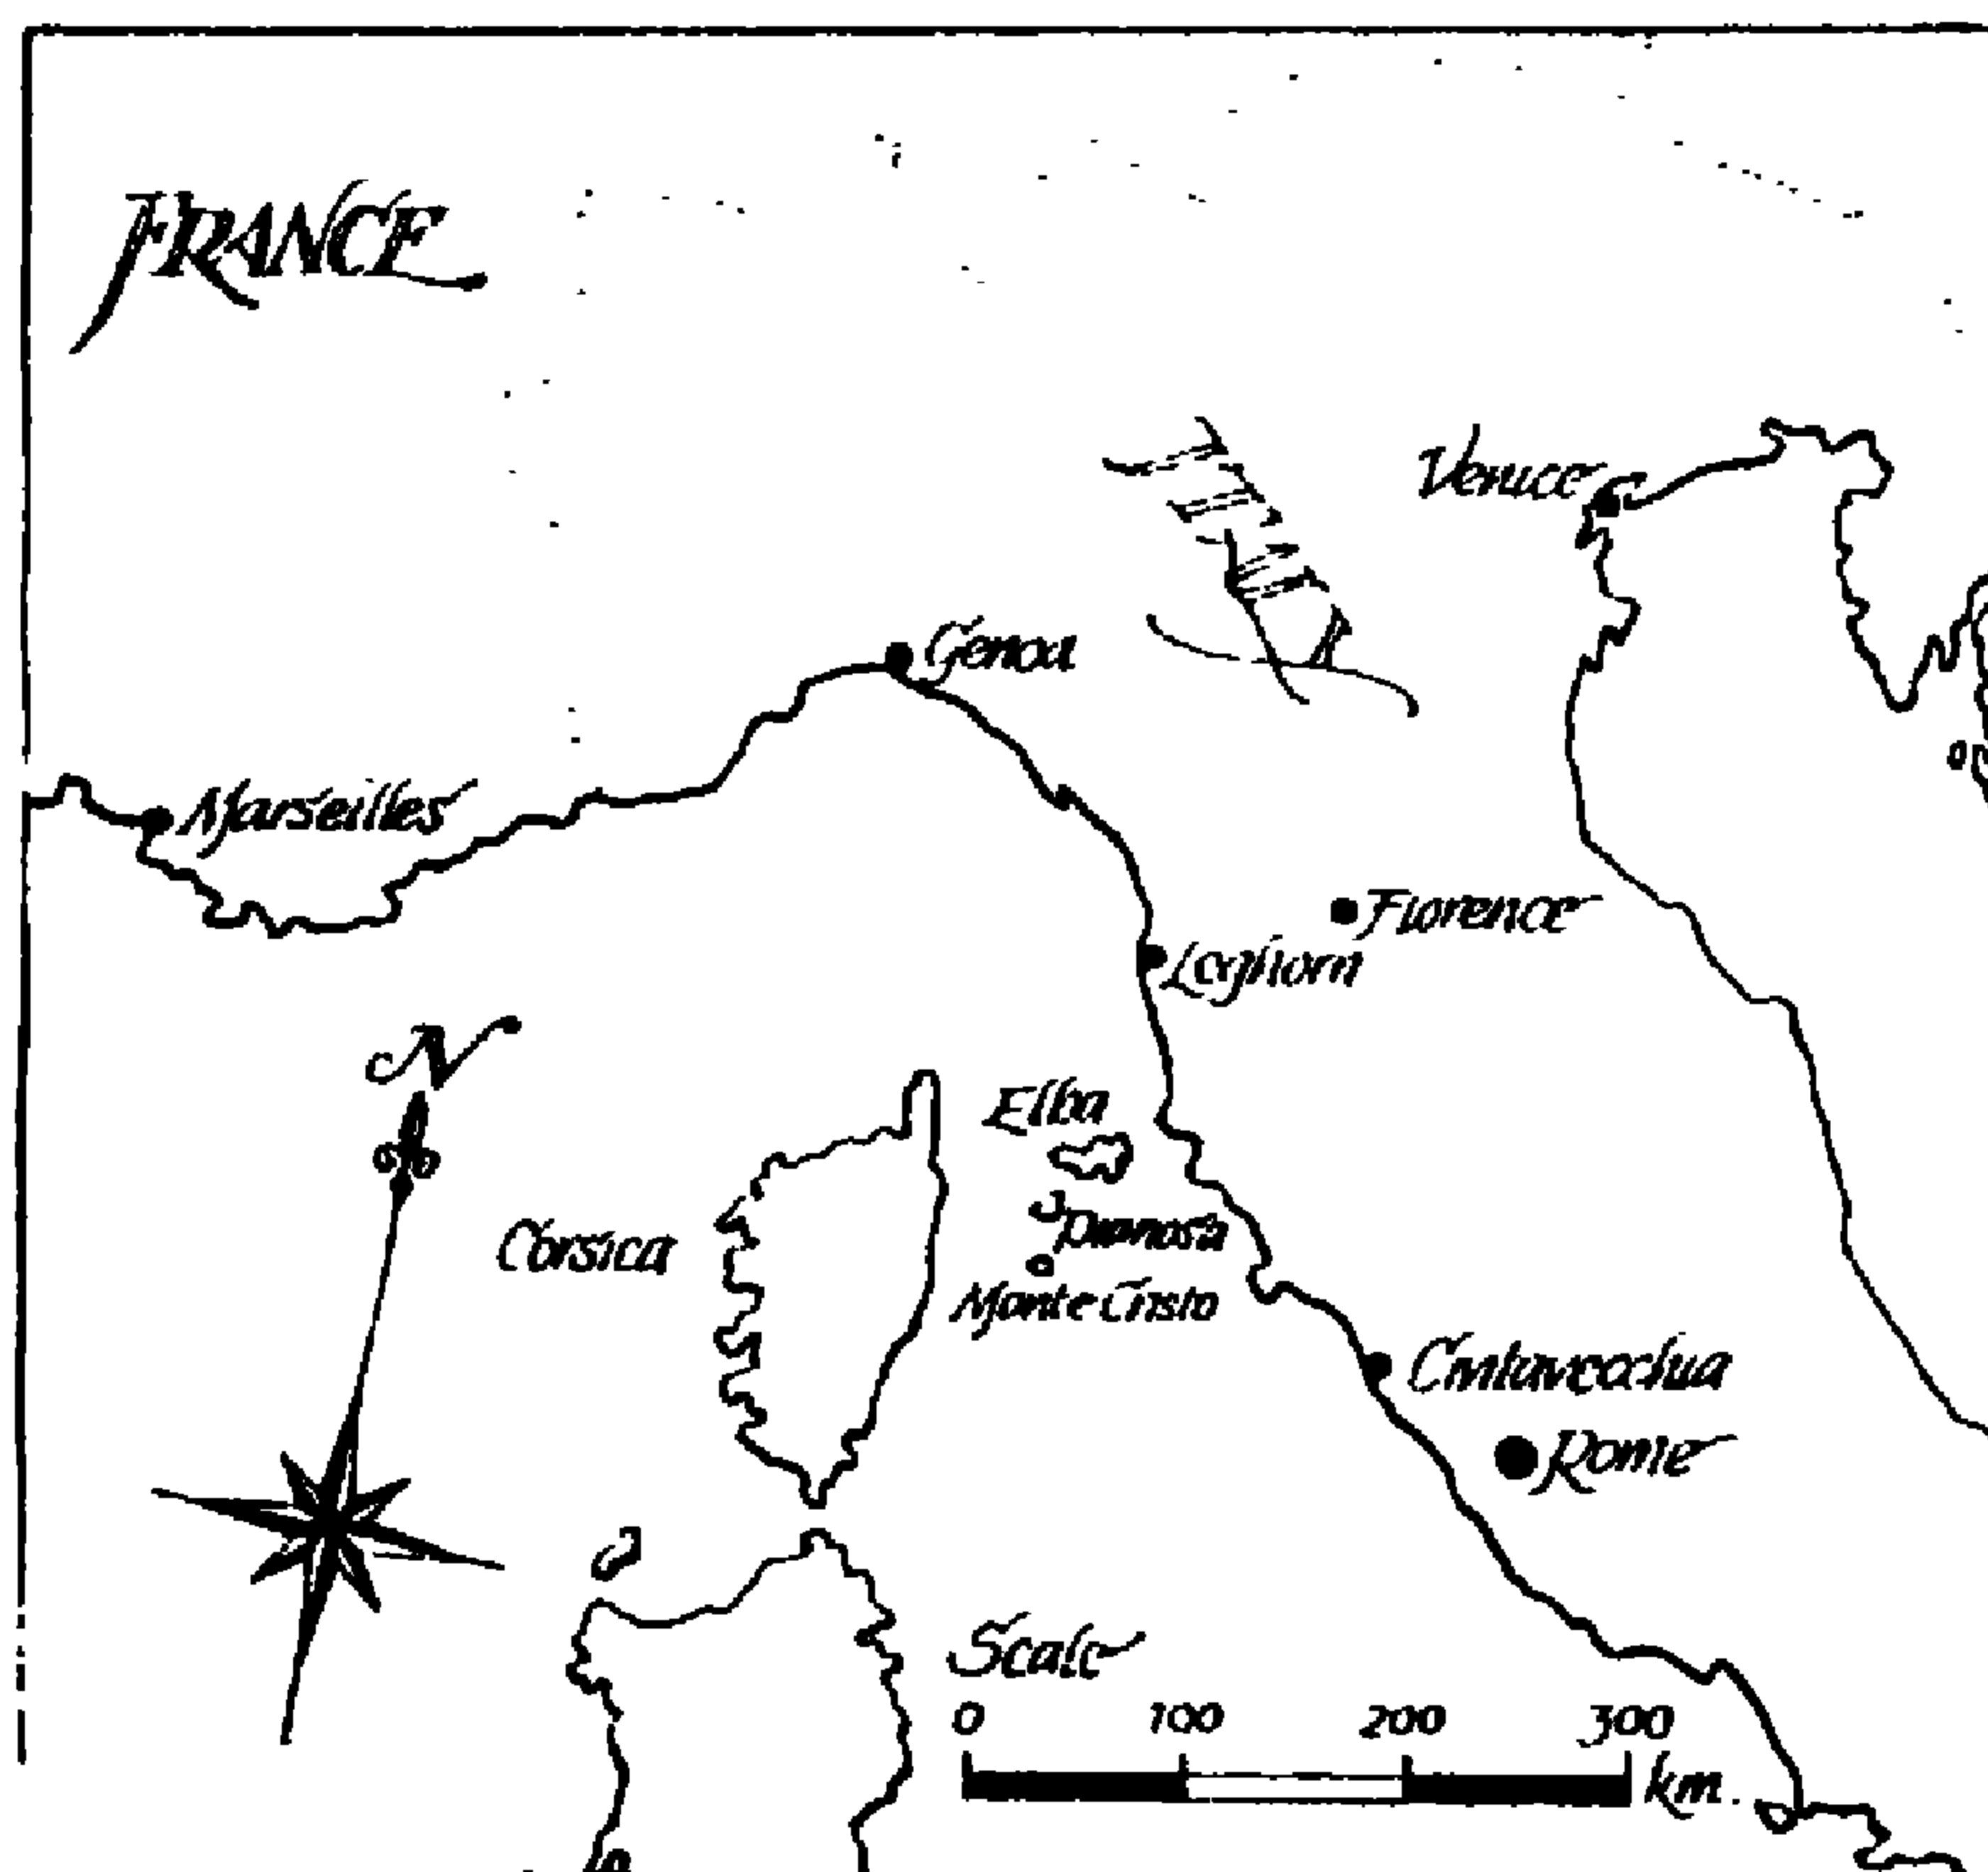 FRANCE
ITALY
Venice
Genoa
Marseilles
Florence
Leghorn
N
Elba
Corsica
Pianosa
Monte Cristo
Civitavecchia
Rome
Scale
0 100 200 300
km.